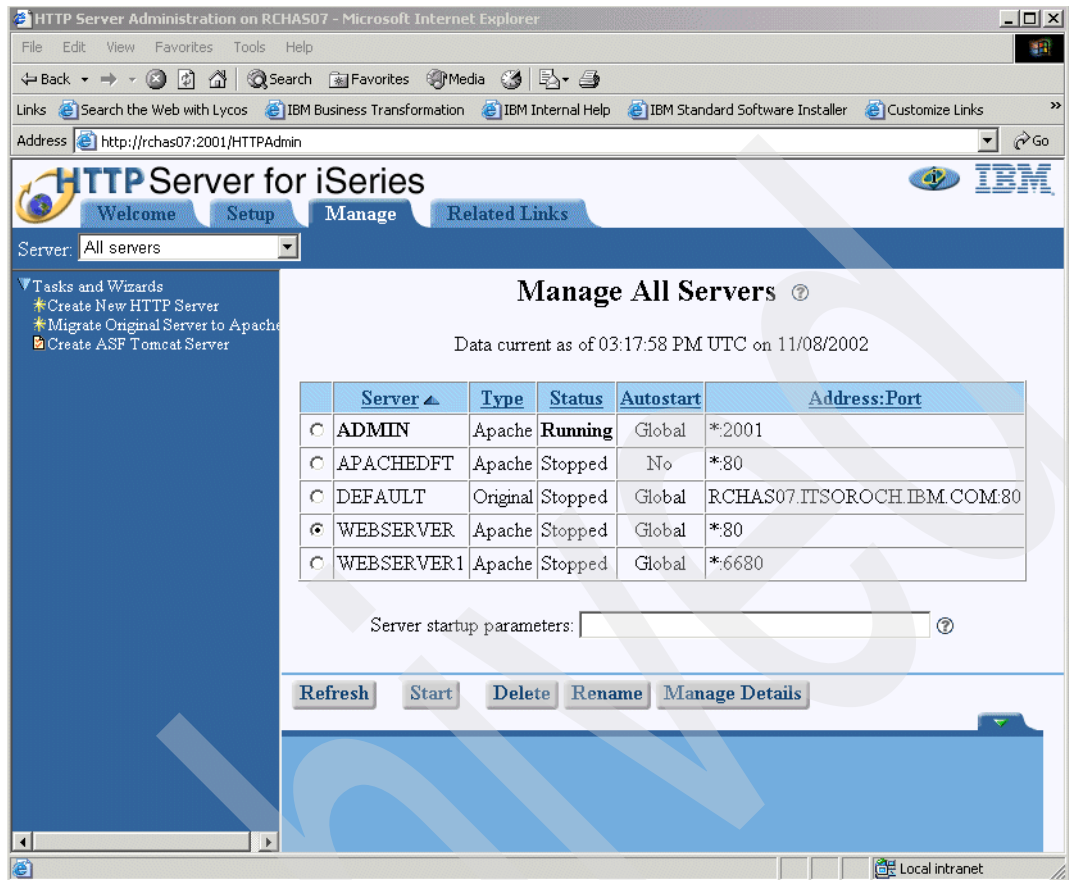 HTTP Server Administration on RCHAS07 - Microsoft Internet Explorer
File Edit View Favorites Tools Help
Back Search Favorites Media
Links Search the Web with Lycos IBM Business Transformation IBM Internal Help IBM Standard Software Installer Customize Links »
Address http://rchas07:2001/HTTPAdmin Go
HTTP Server for iSeries IBM
Welcome Setup Manage Related Links
Server: All servers
Tasks and Wizards
Create New HTTP Server
Migrate Original Server to Apache
Create ASF Tomcat Server
Manage All Servers ?
Data current as of 03:17:58 PM UTC on 11/08/2002
Server Type Status Autostart Address:Port
ADMIN Apache Running Global *:2001
APACHEDFT Apache Stopped No *:80
DEFAULT Original Stopped Global RCHAS07.ITSOROCH.IBM.COM:80
WEBSERVER Apache Stopped Global *:80
WEBSERVER1 Apache Stopped Global *:6680
Server startup parameters: ?
Refresh Start Delete Rename Manage Details
Local intranet